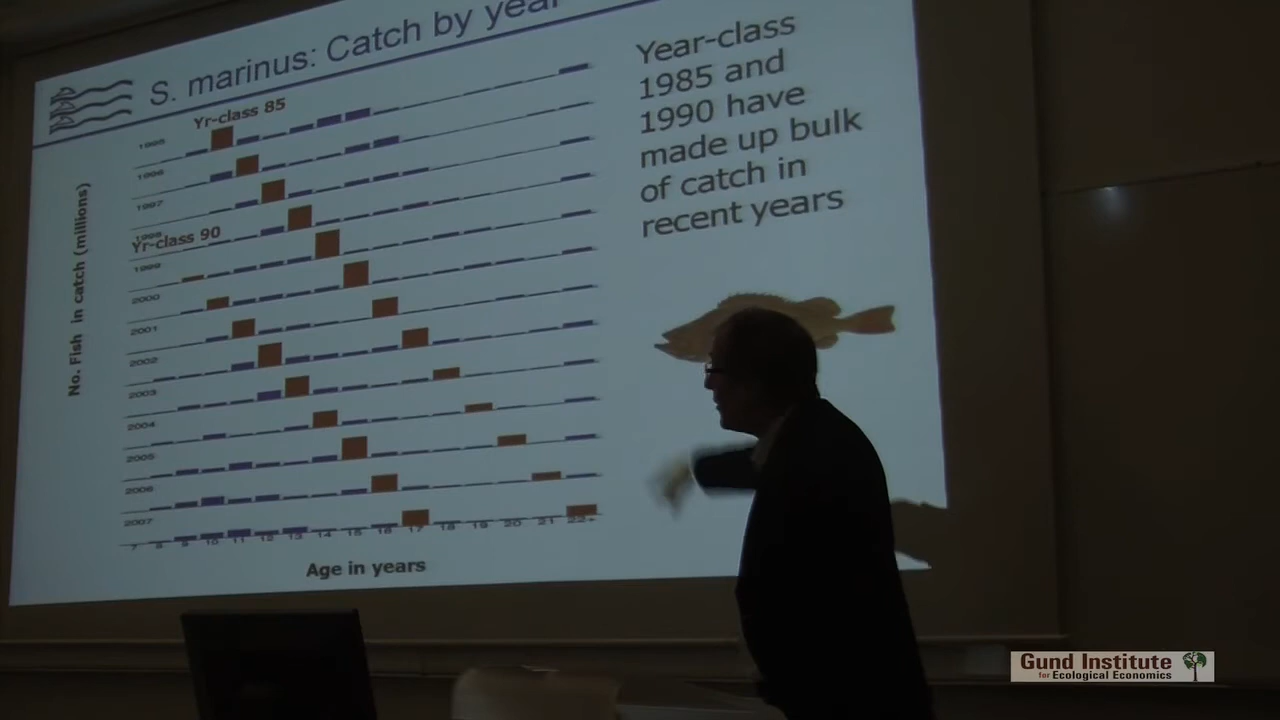 S. marinus: Catch by year
Year-class
1985 and
1990 have
made up bulk
of catch in
recent years
Yr-class 85
1995
1996
1997
1998
Yr-class 90
1999
2000
2001
2002
2003
2004
2005
2006
2007
No. Fish in catch (millions)
7 8 9 10 11 12 13 14 15 16 17 18 19 20 21 22+
Age in years
Gund Institute
for Ecological Economics